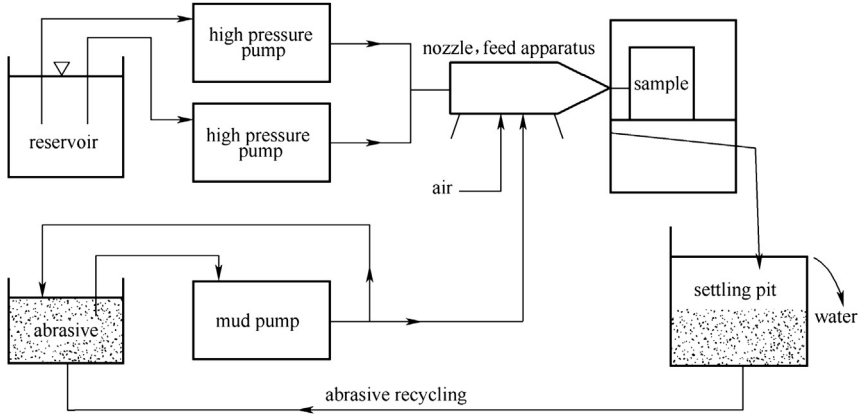 high pressure
pump
nozzle, feed apparatus
sample
reservoir
high pressure
pump
air
abrasive
mud pump
settling pit
water
abrasive recycling